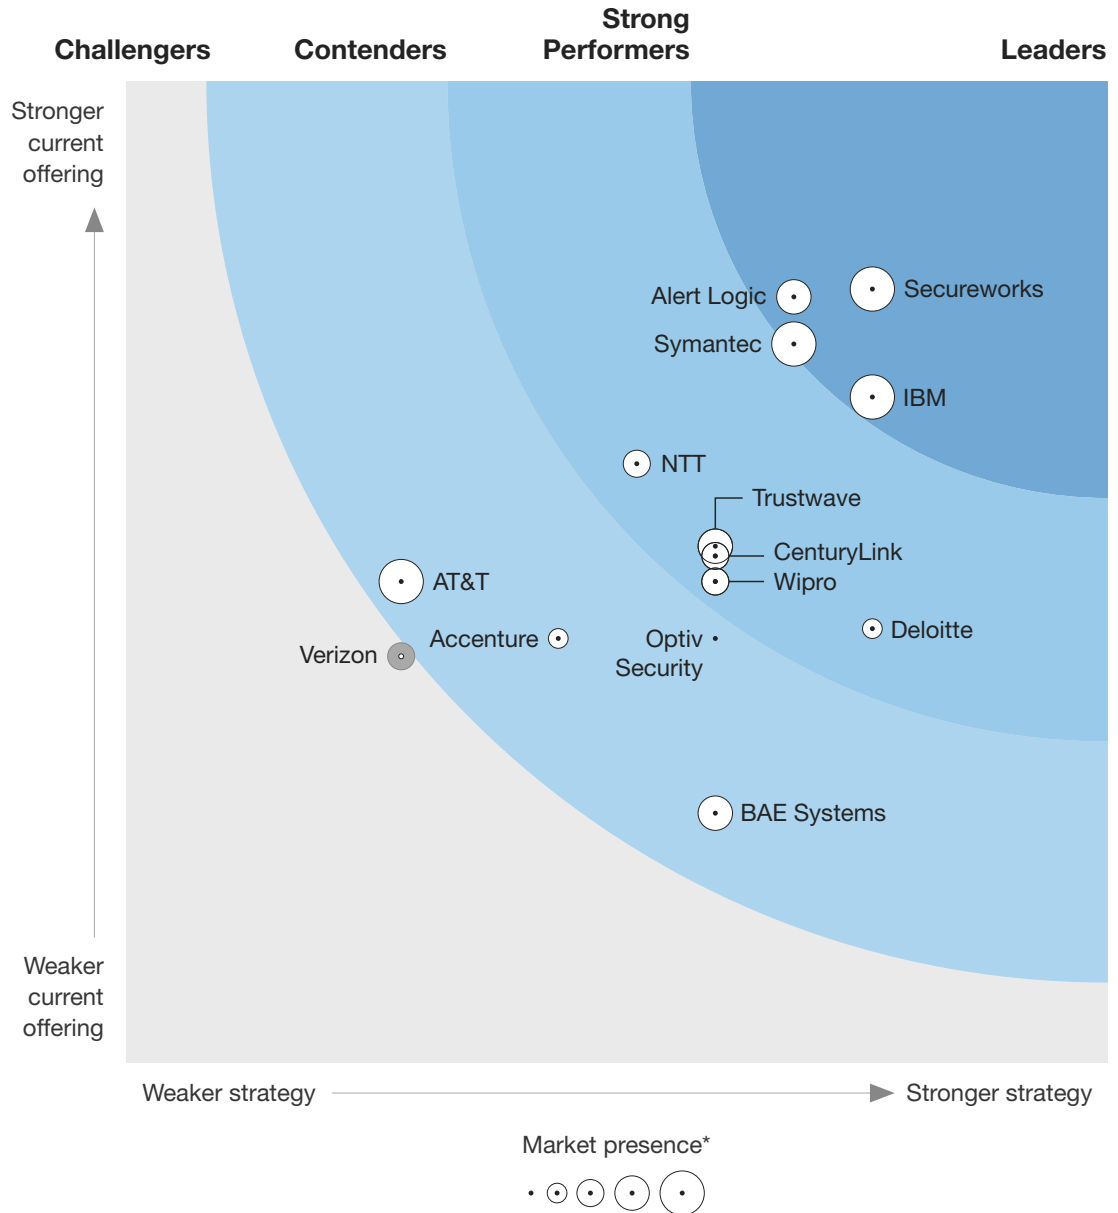 Challengers
Contenders
Strong
Performers
Leaders
Stronger
current
offering
Alert Logic
Secureworks
Symantec
IBM
NTT
Trustwave
CenturyLink
AT&T
Wipro
Accenture
Optiv
Security
Deloitte
Verizon
BAE Systems
Weaker
current
offering
Weaker strategy
Stronger strategy
Market presence*